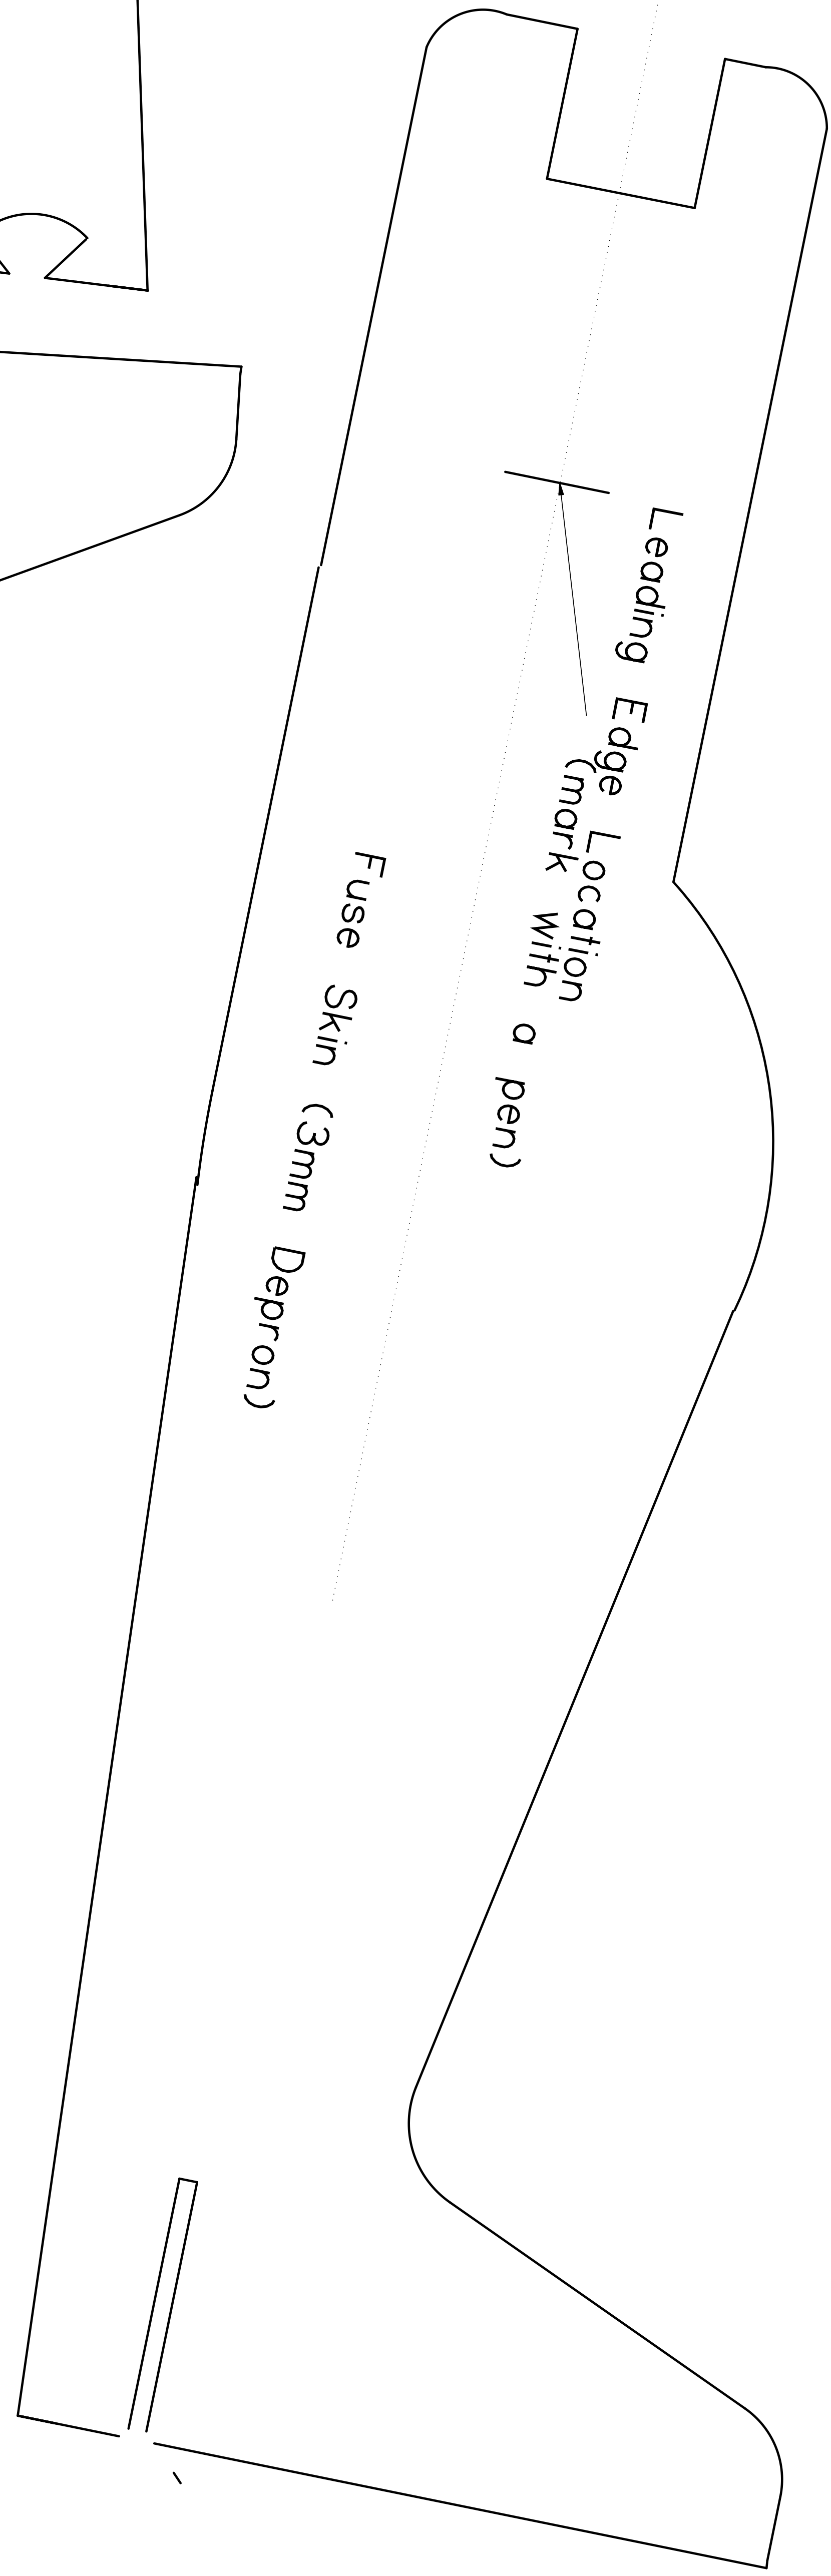 Leading Edge Location
(mark with a pen)
Fuse Skin (3mm Depron)